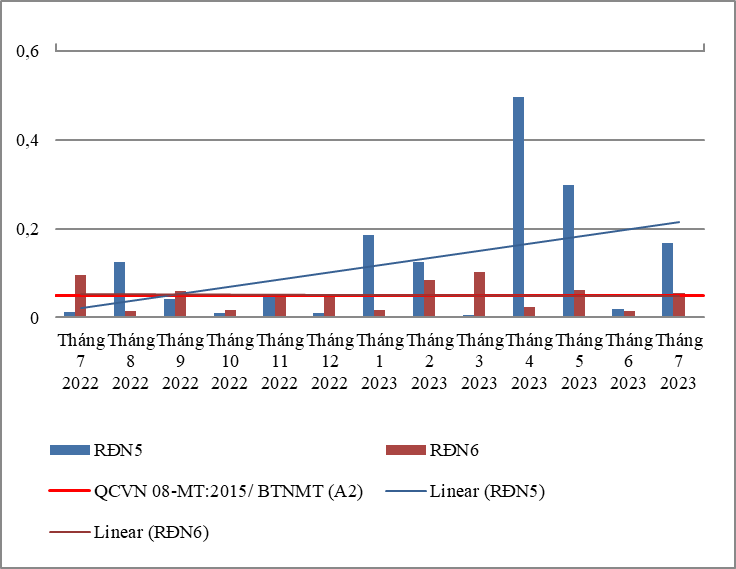 0,6
0,4
0,2
0
Tháng Tháng Tháng Tháng Tháng Tháng Tháng Tháng Tháng Tháng Tháng Tháng Tháng
7 8 9 10 11 12 1 2 3 4 5 6 7
2022 2022 2022 2022 2022 2022 2023 2023 2023 2023 2023 2023 2023
RĐN5 RĐN6
QCVN 08-MT:2015/ BTNMT (A2) Linear (RĐN5)
Linear (RĐN6)